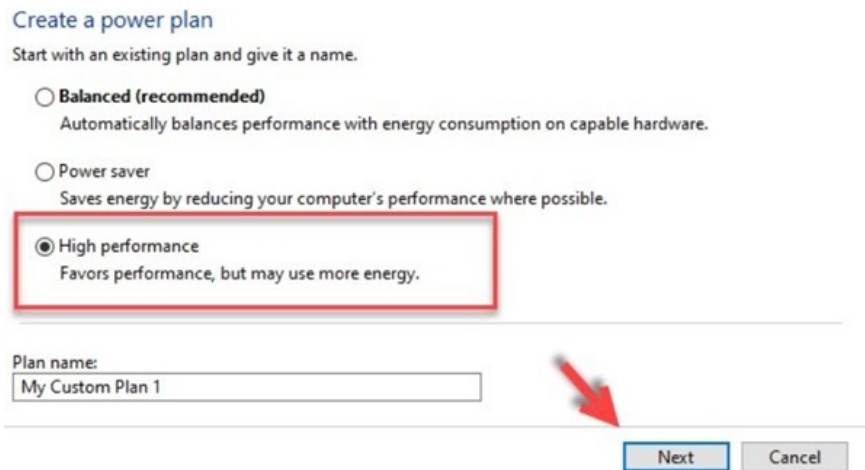 Create a power plan
Start with an existing plan and give it a name.
Balanced (recommended)
Automatically balances performance with energy consumption on capable hardware.
Power saver
Saves energy by reducing your computer's performance where possible.
High performance
Favors performance, but may use more energy.
Plan name:
My Custom Plan 1
Next Cancel